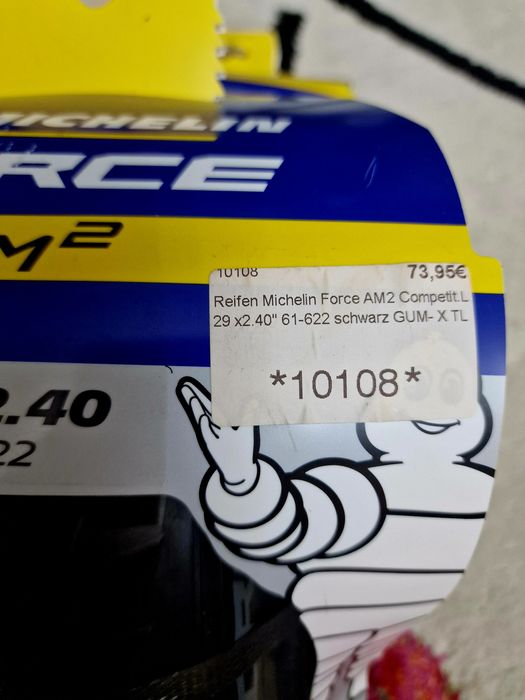 MICHELIN
RCE
M²
10108 73,95€
Reifen Michelin Force AM2 Competit.L
29 x2.40" 61-622 schwarz GUM- X TL
*10108*
2.40
22